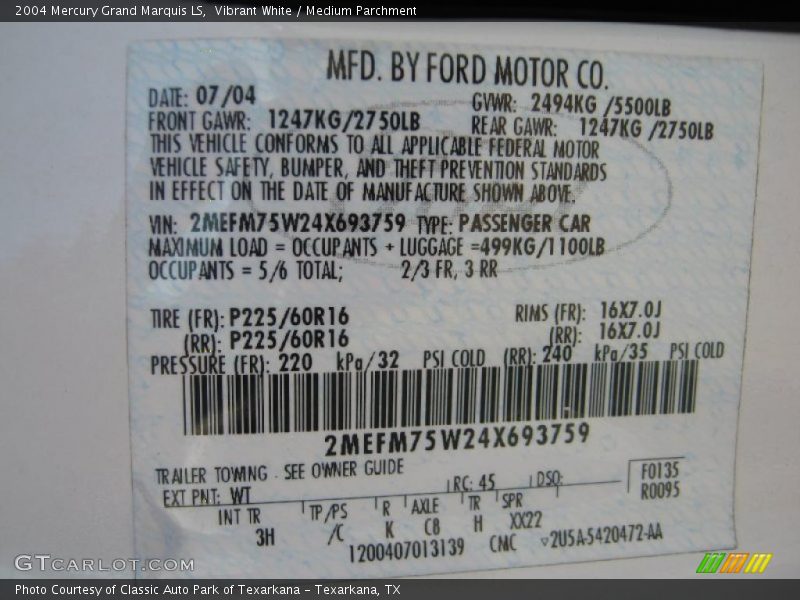 2004 Mercury Grand Marquis LS, Vibrant White / Medium Parchment
MFD. BY FORD MOTOR CO.
DATE: 07/04 GVWR: 2494KG /5500LB
FRONT GAWR: 1247KG/2750LB REAR GAWR: 1247KG /2750LB
THIS VEHICLE CONFORMS TO ALL APPLICABLE FEDERAL MOTOR
VEHICLE SAFETY, BUMPER, AND THEFT PREVENTION STANDARDS
IN EFFECT ON THE DATE OF MANUFACTURE SHOWN ABOVE.
VIN: 2MEFM75W24X693759 TYPE: PASSENGER CAR
MAXIMUM LOAD = OCCUPANTS + LUGGAGE =499KG/1100LB
OCCUPANTS = 5/6 TOTAL; 2/3 FR, 3 RR
TIRE (FR): P225/60R16 RIMS (FR): 16X7.0J
(RR): P225/60R16 (RR): 16X7.0J
PRESSURE (FR): 220 kPa/32 PSI COLD (RR): 240 kPa/35 PSI COLD
2MEFM75W24X693759
TRAILER TOWING - SEE OWNER GUIDE
EXT PNT: WT RC: 45 DSO: F0135
R0095
INT TR TP/PS R AXLE TR SPR
3H /C K C8 H XX22
1200407013139 CMC 2U5A-5420472-AA
GTCARLOT.COM
Photo Courtesy of Classic Auto Park of Texarkana - Texarkana, TX